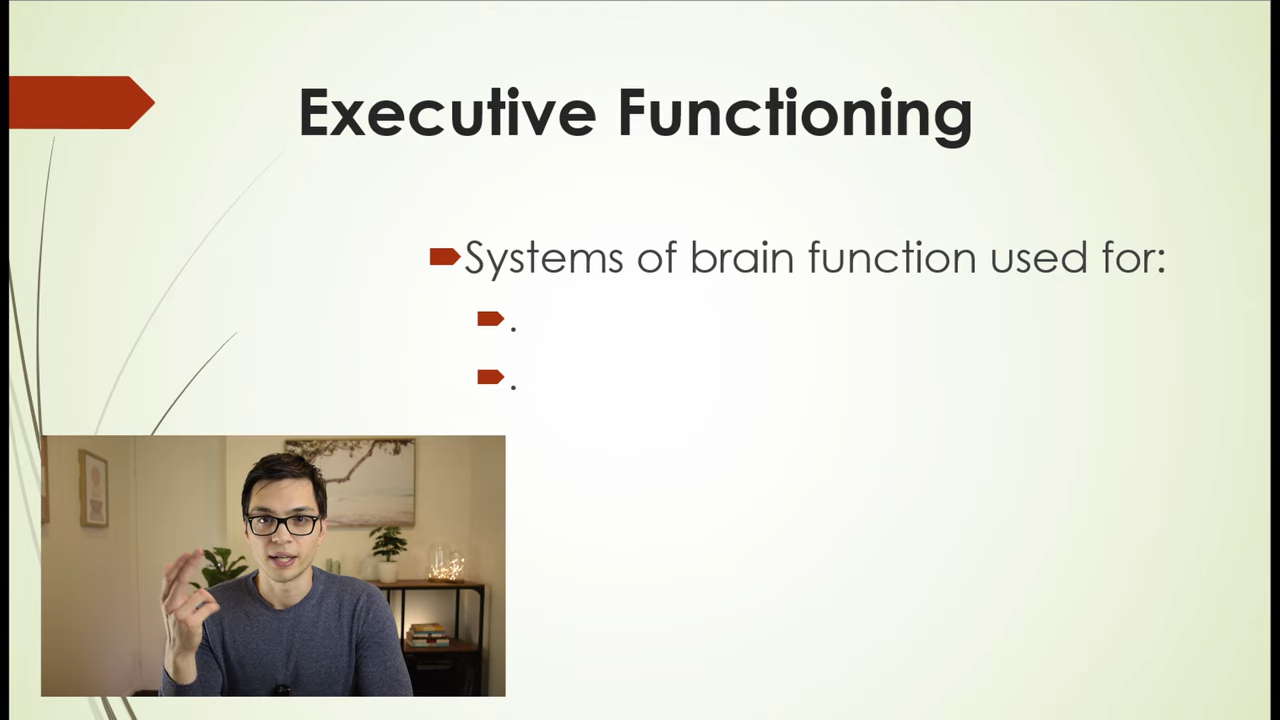 Executive Functioning
Systems of brain function used for:
.
.